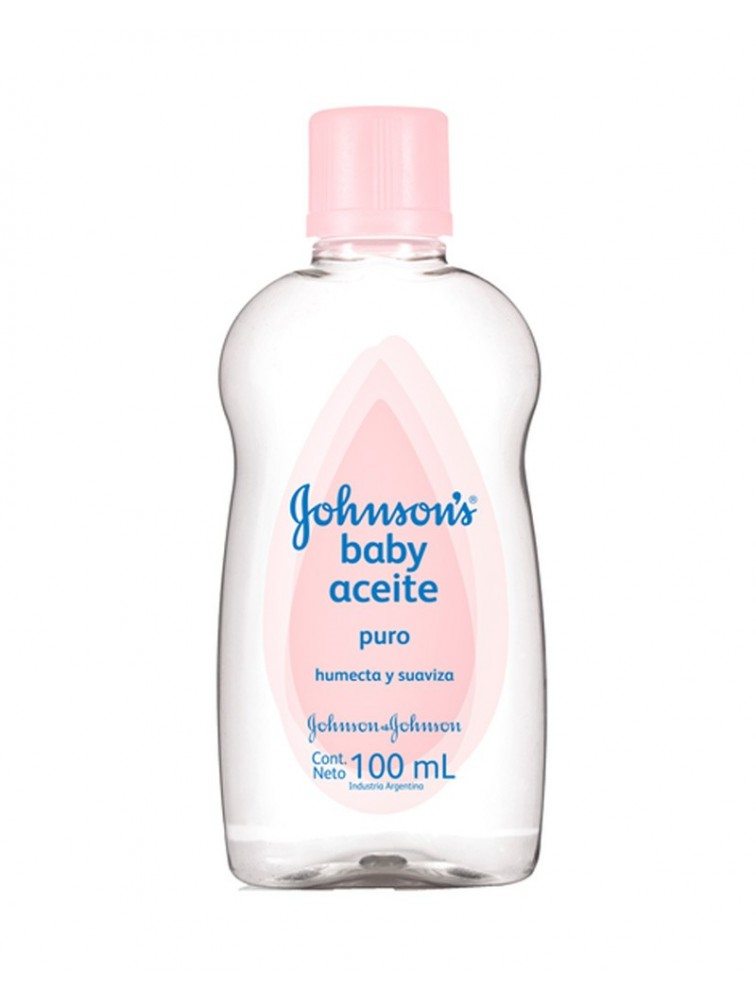 Johnson's®
baby
aceite
puro
humecta y suaviza
Johnson & Johnson
Cont.
Neto 100 mL
Industria Argentina